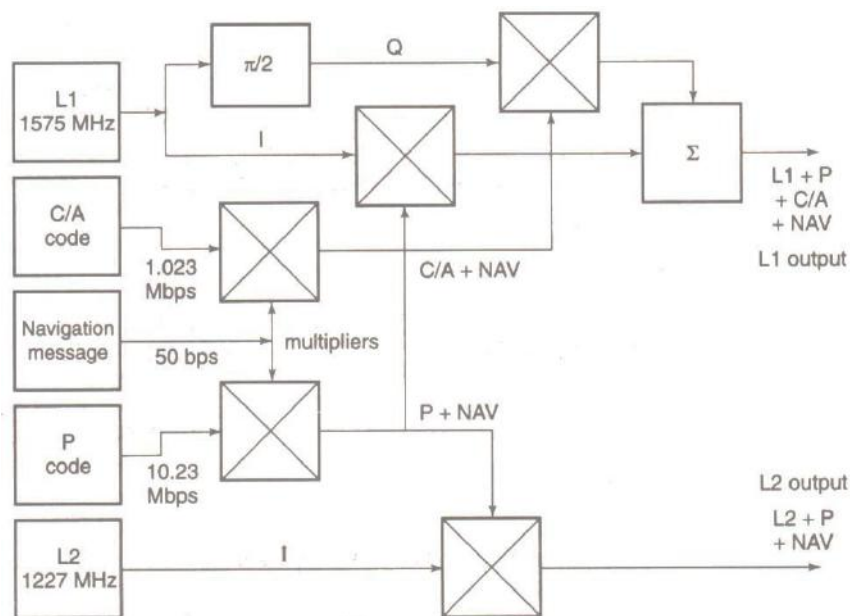 π/2
Q
L1
1575 MHz
I
Σ
L1 + P
+ C/A
+ NAV
L1 output
C/A
code
1.023
Mbps
C/A + NAV
Navigation
message
50 bps
multipliers
P
code
10.23
Mbps
P + NAV
L2 output
L2 + P
+ NAV
L2
1227 MHz
I